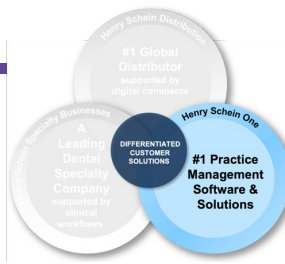 Henry Schein Distribution
#1 Global
Distributor
supported by
digital commerce
Henry Schein Specialty Businesses
A
Leading
Dental
Specialty
Company
supported by
clinical
workflows
DIFFERENTIATED
CUSTOMER
SOLUTIONS
Henry Schein One
#1 Practice
Management
Software &
Solutions